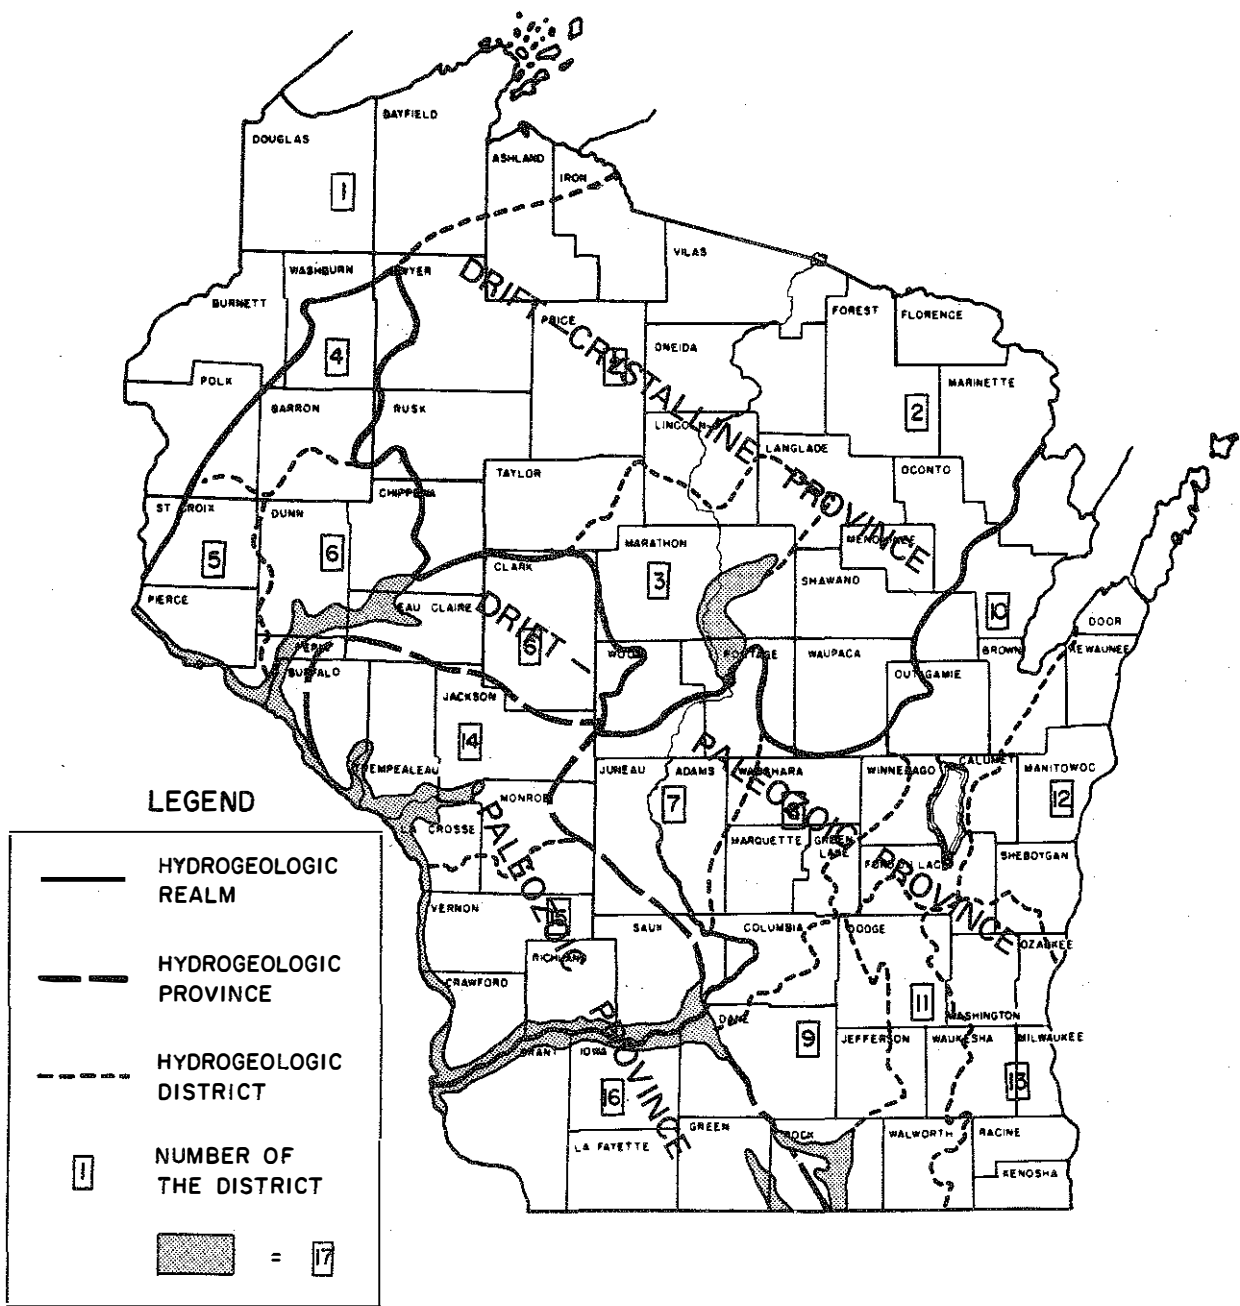 BAYFIELD
DOUGLAS
ASHLAND
IRON
1
VILAS
WASHBURN
BURNETT
FOREST
FLORENCE
PRICE
ONEIDA
4
POLK
MARINETTE
BARRON
RUSK
2
LINCOLN
LANGLADE
OCONTO
TAYLOR
CHIPPEWA
ST CROIX
DUNN
MARATHON
MENOMINEE
5
6
CLARK
3
SHAWANO
PIERCE
EAU CLAIRE
10
DOOR
BROWN
KEWAUNEE
WOOD
PORTAGE
WAUPACA
OUTAGAMIE
BUFFALO
JACKSON
14
DRIFT-CRYSTALLINE PROVINCE
DRIFT - PALEOZOIC PROVINCE
JUNEAU
ADAMS
WAUSHARA
WINNEBAGO
CALUMET
MANITOWOC
TREMPEALEAU
MONROE
7
12
LA CROSSE
MARQUETTE
GREEN
LAKE
FOND DU LAC
SHEBOYGAN
PALEOZOIC PROVINCE
VERNON
15
SAUK
COLUMBIA
DODGE
OZAUKEE
RICHLAND
CRAWFORD
11
WASHINGTON
DANE
9
JEFFERSON
WAUKESHA
MILWAUKEE
GRANT
IOWA
13
16
GREEN
ROCK
WALWORTH
RACINE
LA FAYETTE
KENOSHA
LEGEND
HYDROGEOLOGIC
REALM
HYDROGEOLOGIC
PROVINCE
HYDROGEOLOGIC
DISTRICT
1
NUMBER OF
THE DISTRICT
= 17